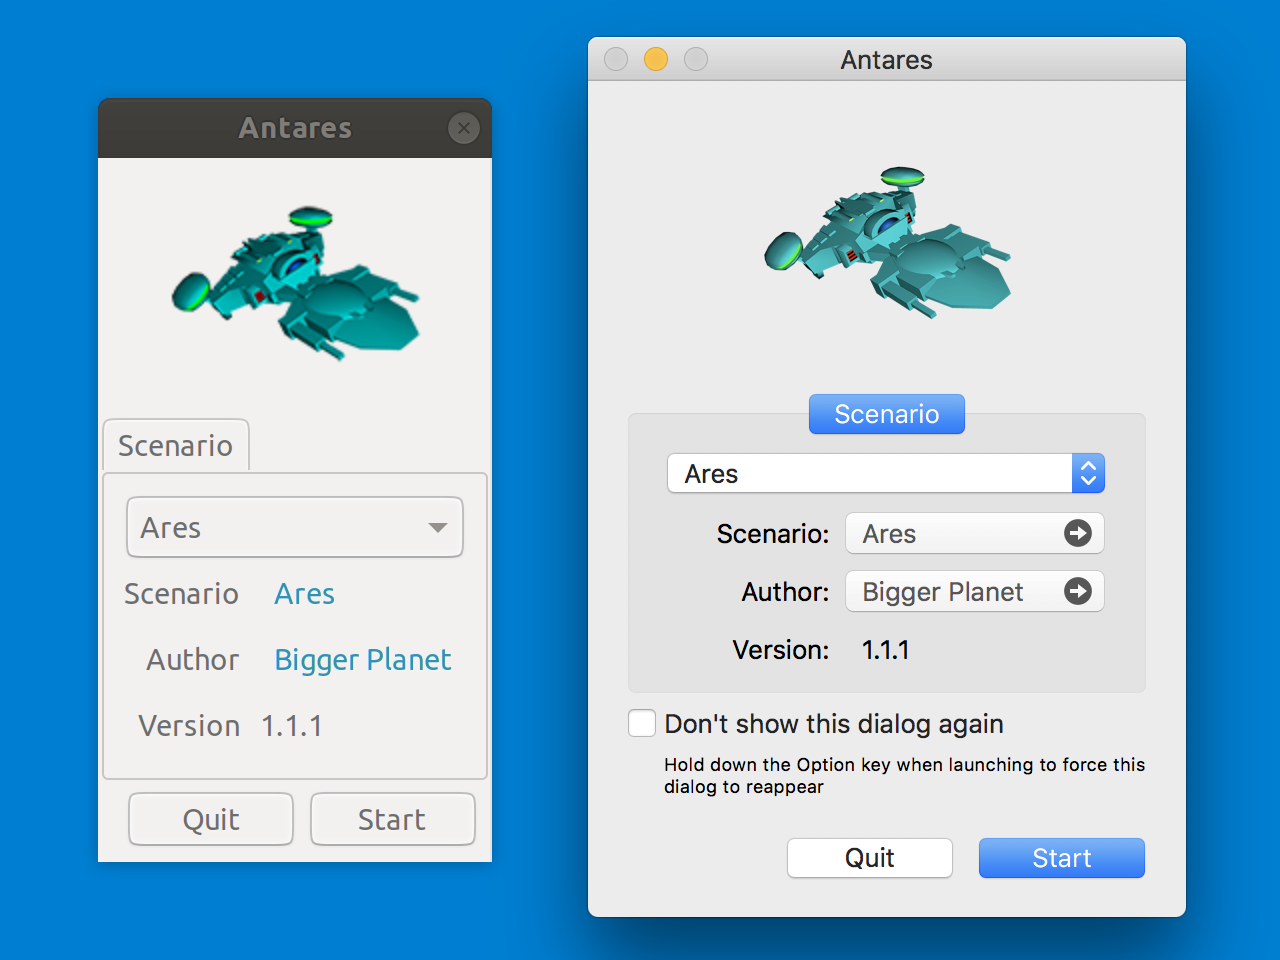 Antares
Scenario
Ares
Scenario Ares
Author Bigger Planet
Version 1.1.1
Quit Start
Antares
Scenario
Ares
Scenario: Ares
Author: Bigger Planet
Version: 1.1.1
Don't show this dialog again
Hold down the Option key when launching to force this
dialog to reappear
Quit Start